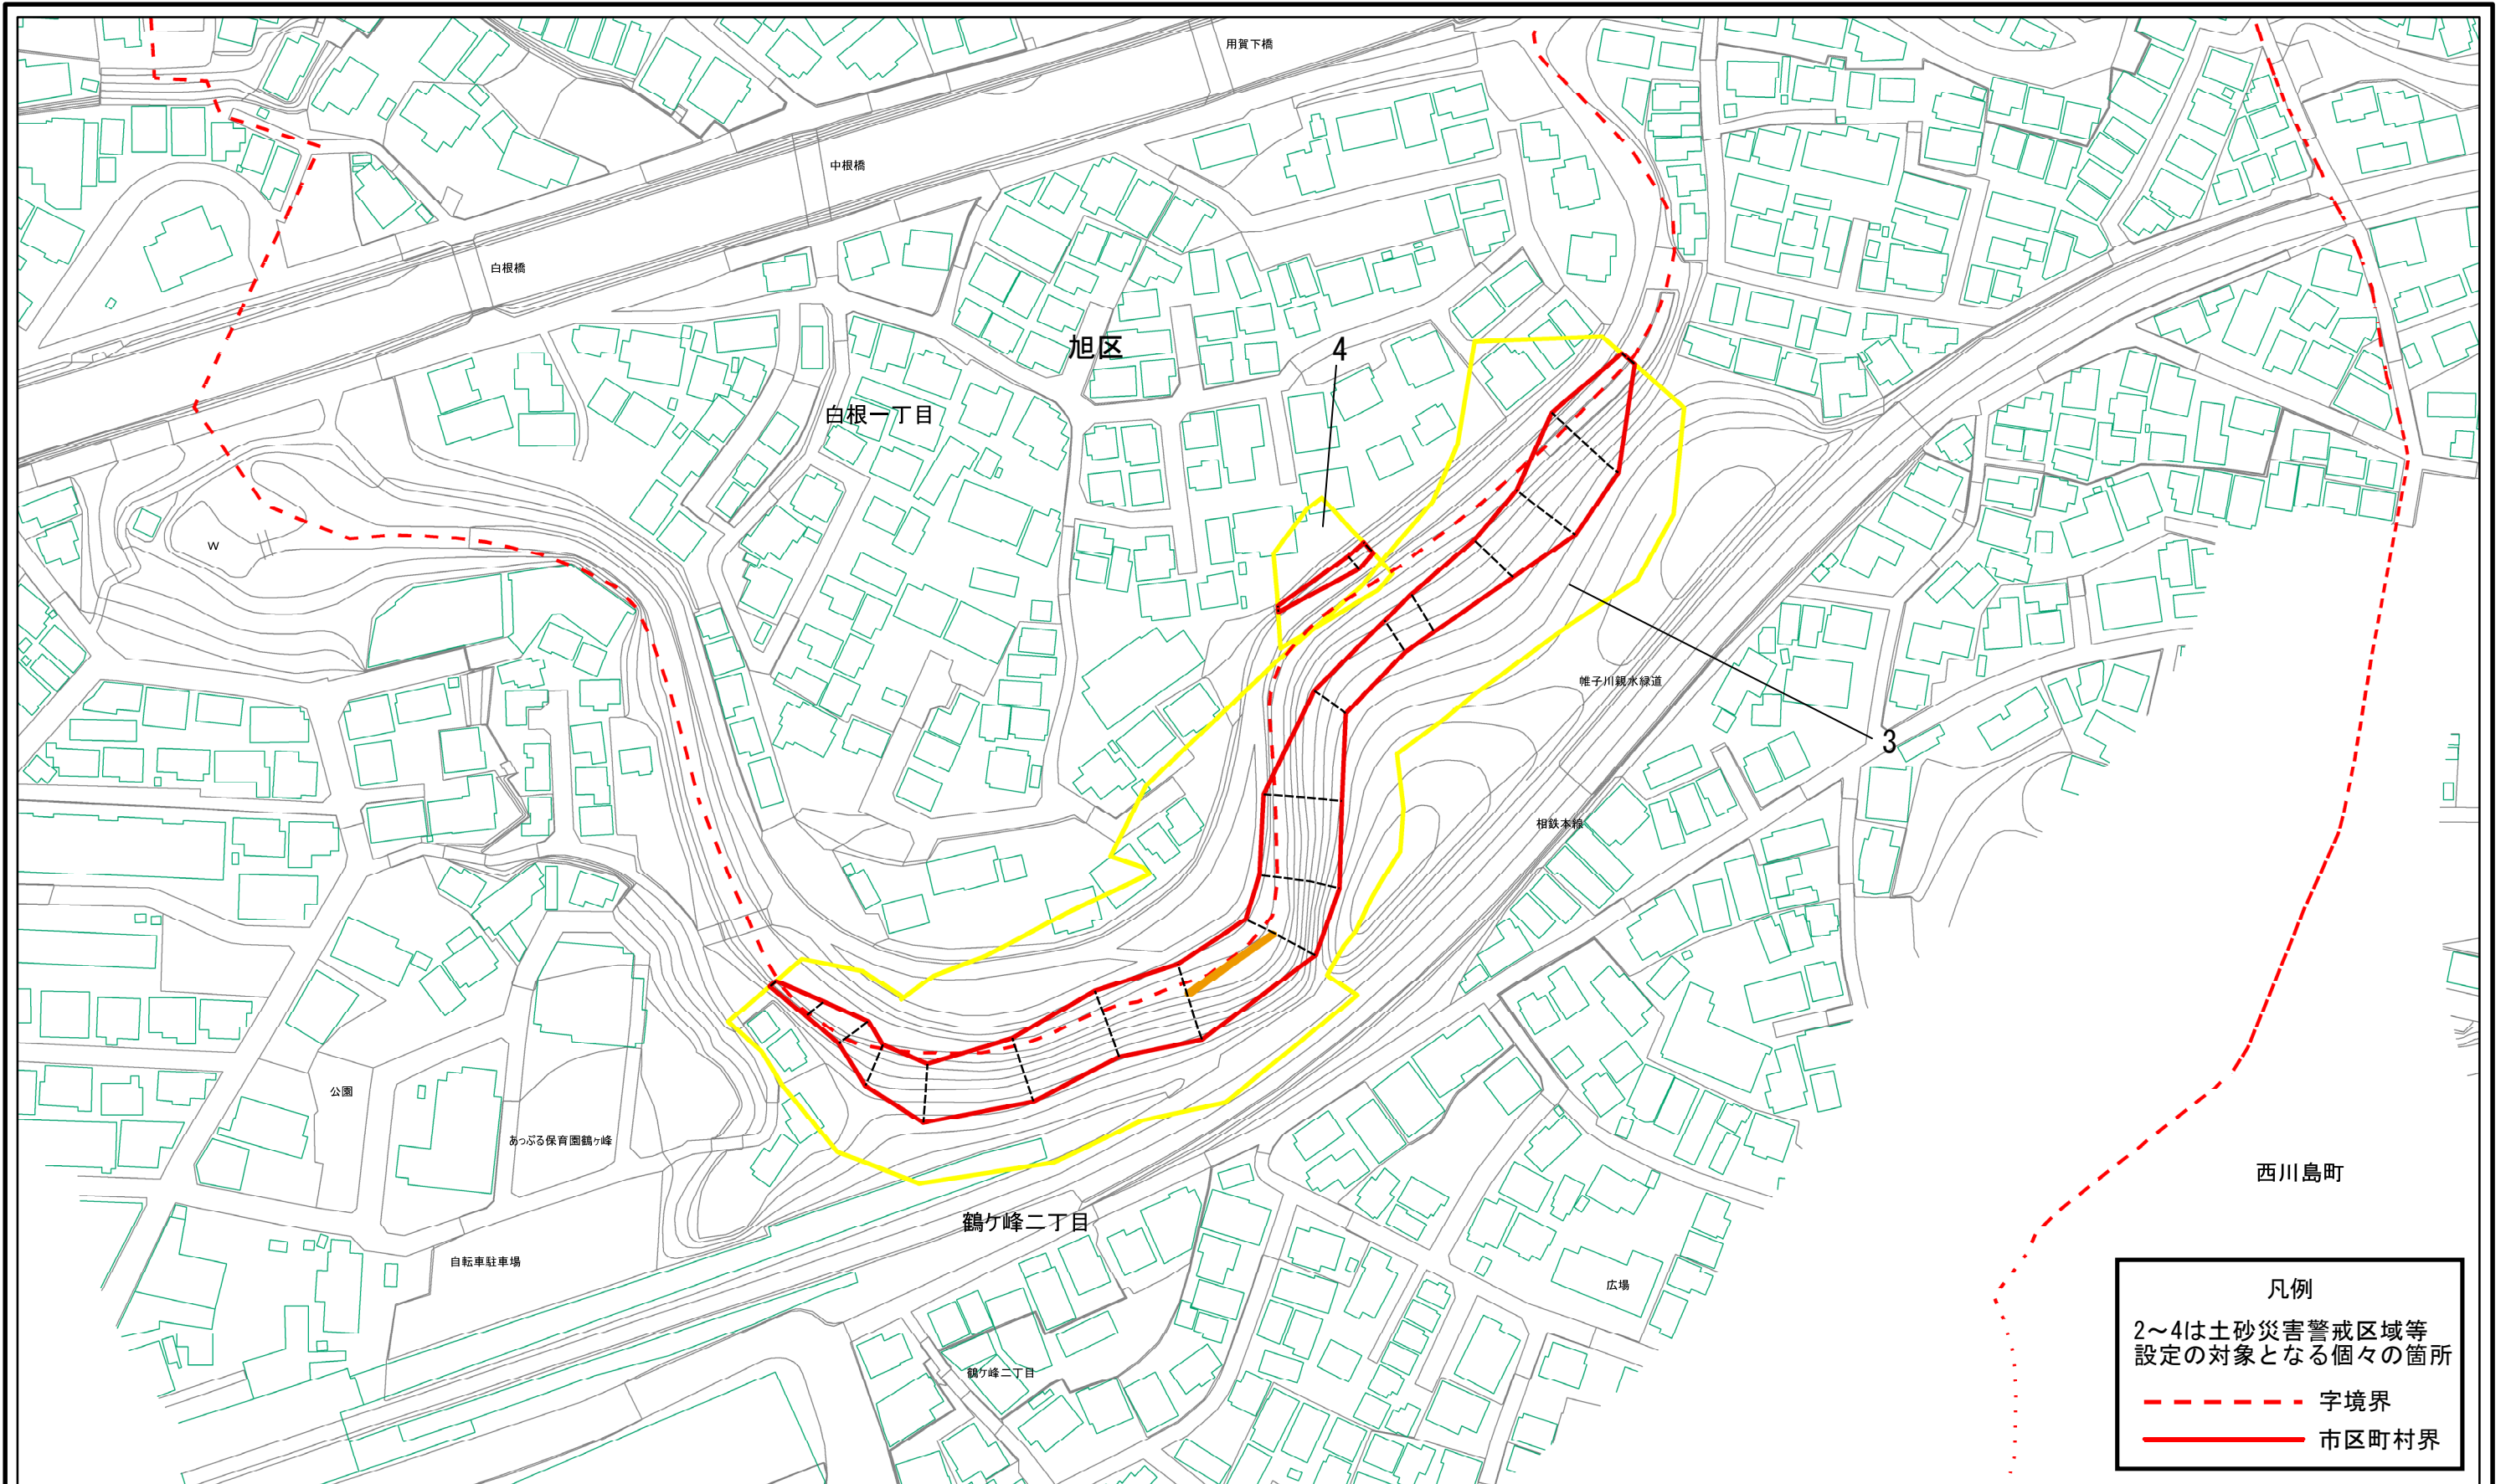 用賀下橋
中根橋
白根橋
旭区
4
白根一丁目
W
帷子川親水緑道
3
相鉄本線
公園
あっぷる保育園鶴ヶ峰
西川島町
鶴ケ峰二丁目
自転車駐車場
広場
鶴ケ峰二丁目
凡例
2～4は土砂災害警戒区域等
設定の対象となる個々の箇所
字境界
市区町村界